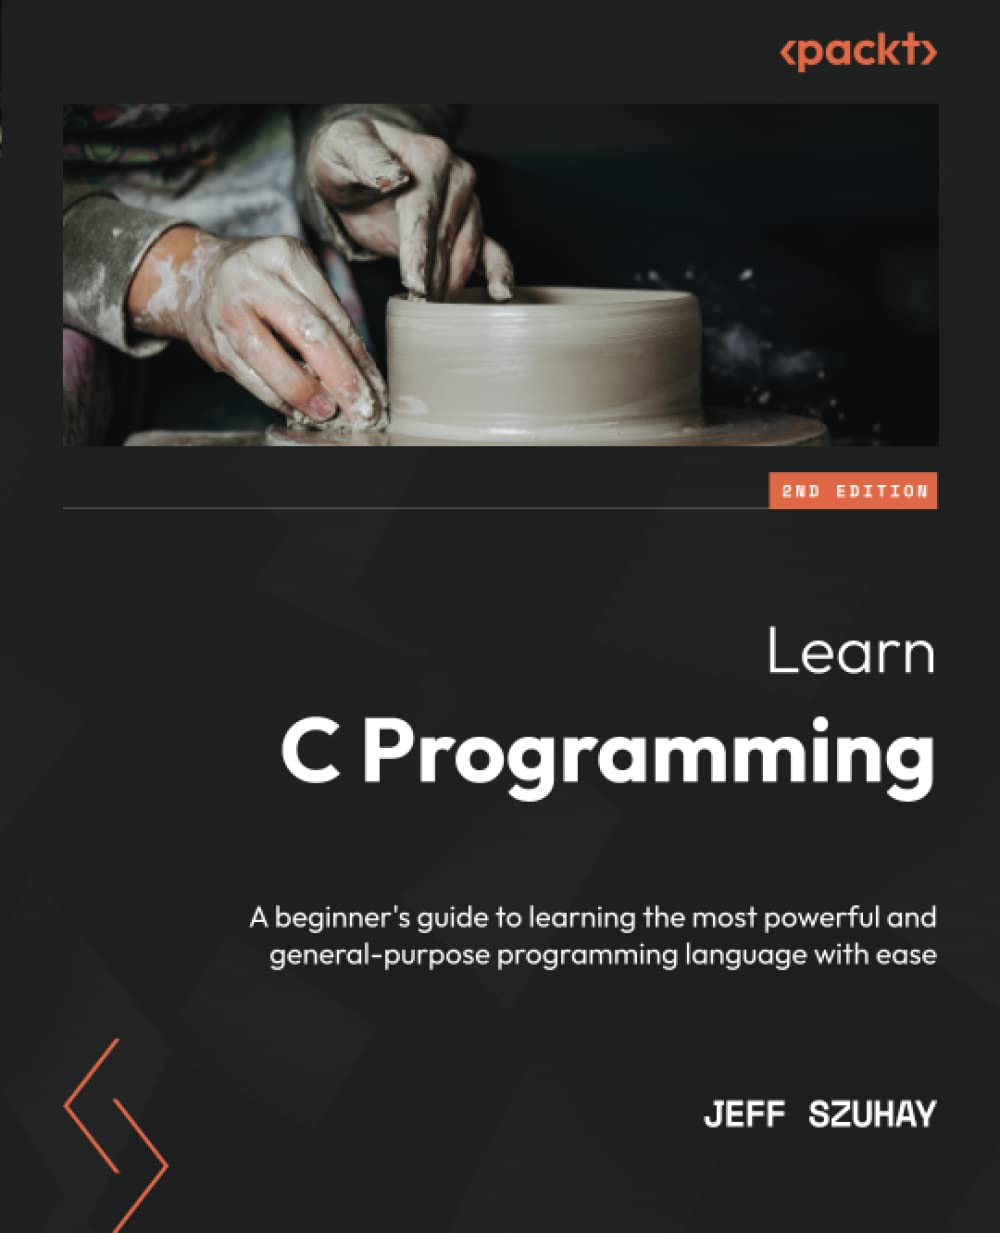 <packt>
2ND EDITION
Learn
C Programming
A beginner's guide to learning the most powerful and
general-purpose programming language with ease
JEFF SZUHAY